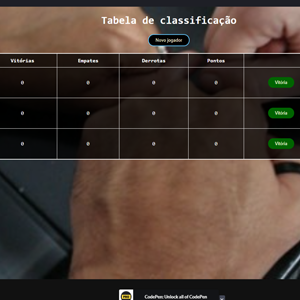 Tabela de classificação
Novo jogador
Vitórias Empates Derrotas Pontos
0 0 0 0 Vitória
0 0 0 0 Vitória
0 0 0 0 Vitória
CodePen: Unlock all of CodePen